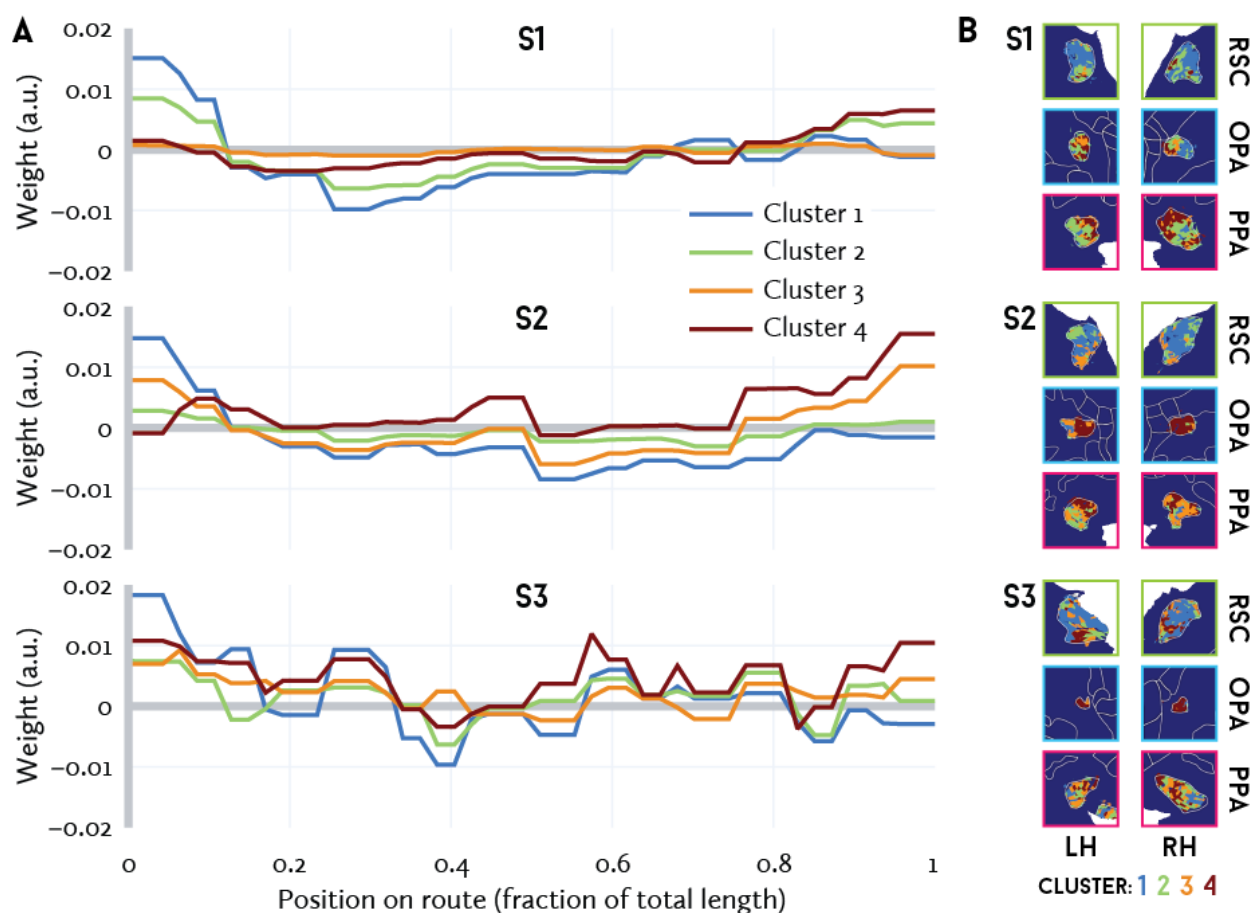 A
S1
0.02
0.01
0
−0.01
−0.02
Weight (a.u.)
Cluster 1
Cluster 2
Cluster 3
Cluster 4
S2
0.02
0.01
0
−0.01
−0.02
Weight (a.u.)
S3
0.02
0.01
0
−0.01
−0.02
Weight (a.u.)
0 0.2 0.4 0.6 0.8 1
Position on route (fraction of total length)
B
S1
RSC
OPA
PPA
S2
RSC
OPA
PPA
S3
RSC
OPA
PPA
LH RH
CLUSTER: 1 2 3 4